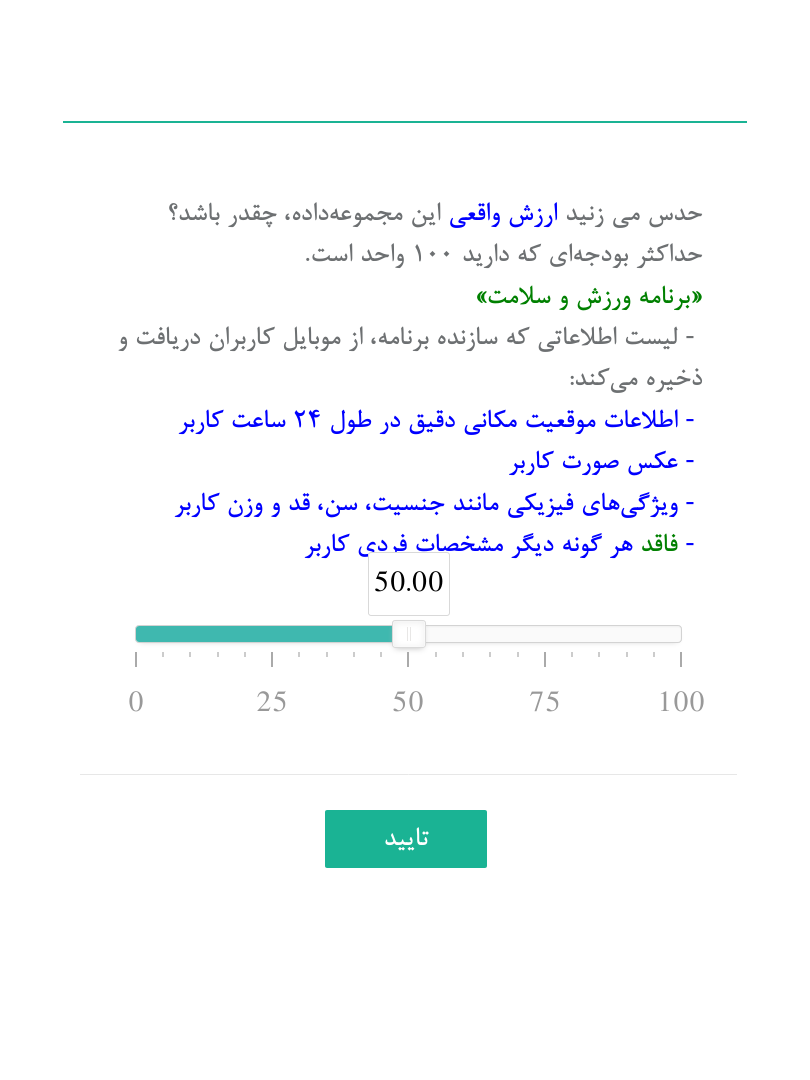 حدس می زنید ارزش واقعی این مجموعه‌داده، چقدر باشد؟
حداکثر بودجه‌ای که دارید ۱۰۰ واحد است.
«برنامه ورزش و سلامت»
- لیست اطلاعاتی که سازنده برنامه، از موبایل کاربران دریافت و
ذخیره می‌کند:
- اطلاعات موقعیت مکانی دقیق در طول ۲۴ ساعت کاربر
- عکس صورت کاربر
- ویژگی‌های فیزیکی مانند جنسیت، سن، قد و وزن کاربر
- فاقد هر گونه دیگر مشخصات فردی کاربر
50.00
0 25 50 75 100
تایید